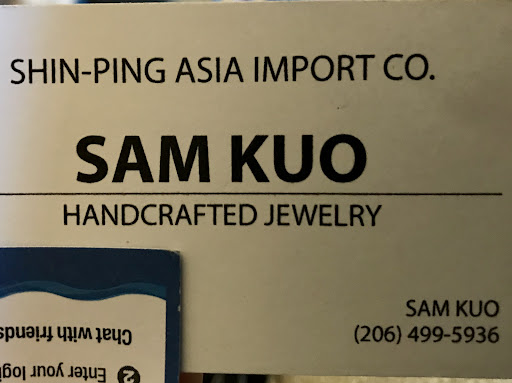 SHIN-PING ASIA IMPORT CO.
SAM KUO
HANDCRAFTED JEWELRY
SAM KUO
(206) 499-5936
2 Enter your
Chat with friends